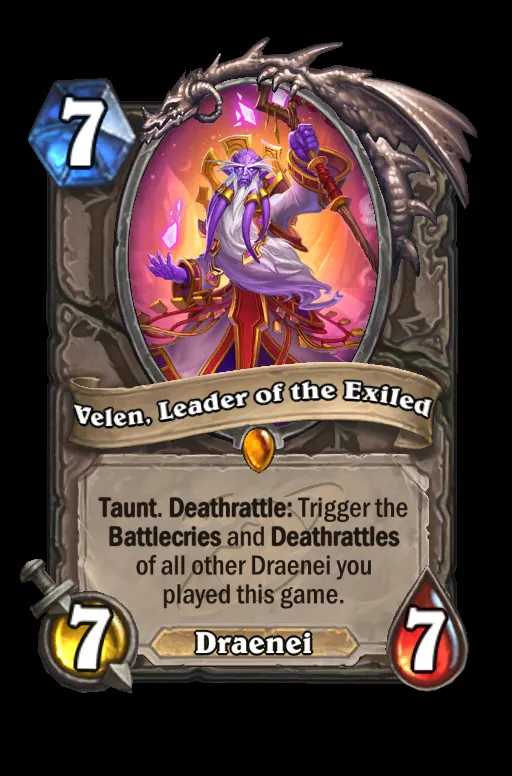 7
Velen, Leader of the Exiled
Taunt. Deathrattle: Trigger the
Battlecries and Deathrattles
of all other Draenei you
played this game.
7
Draenei
7